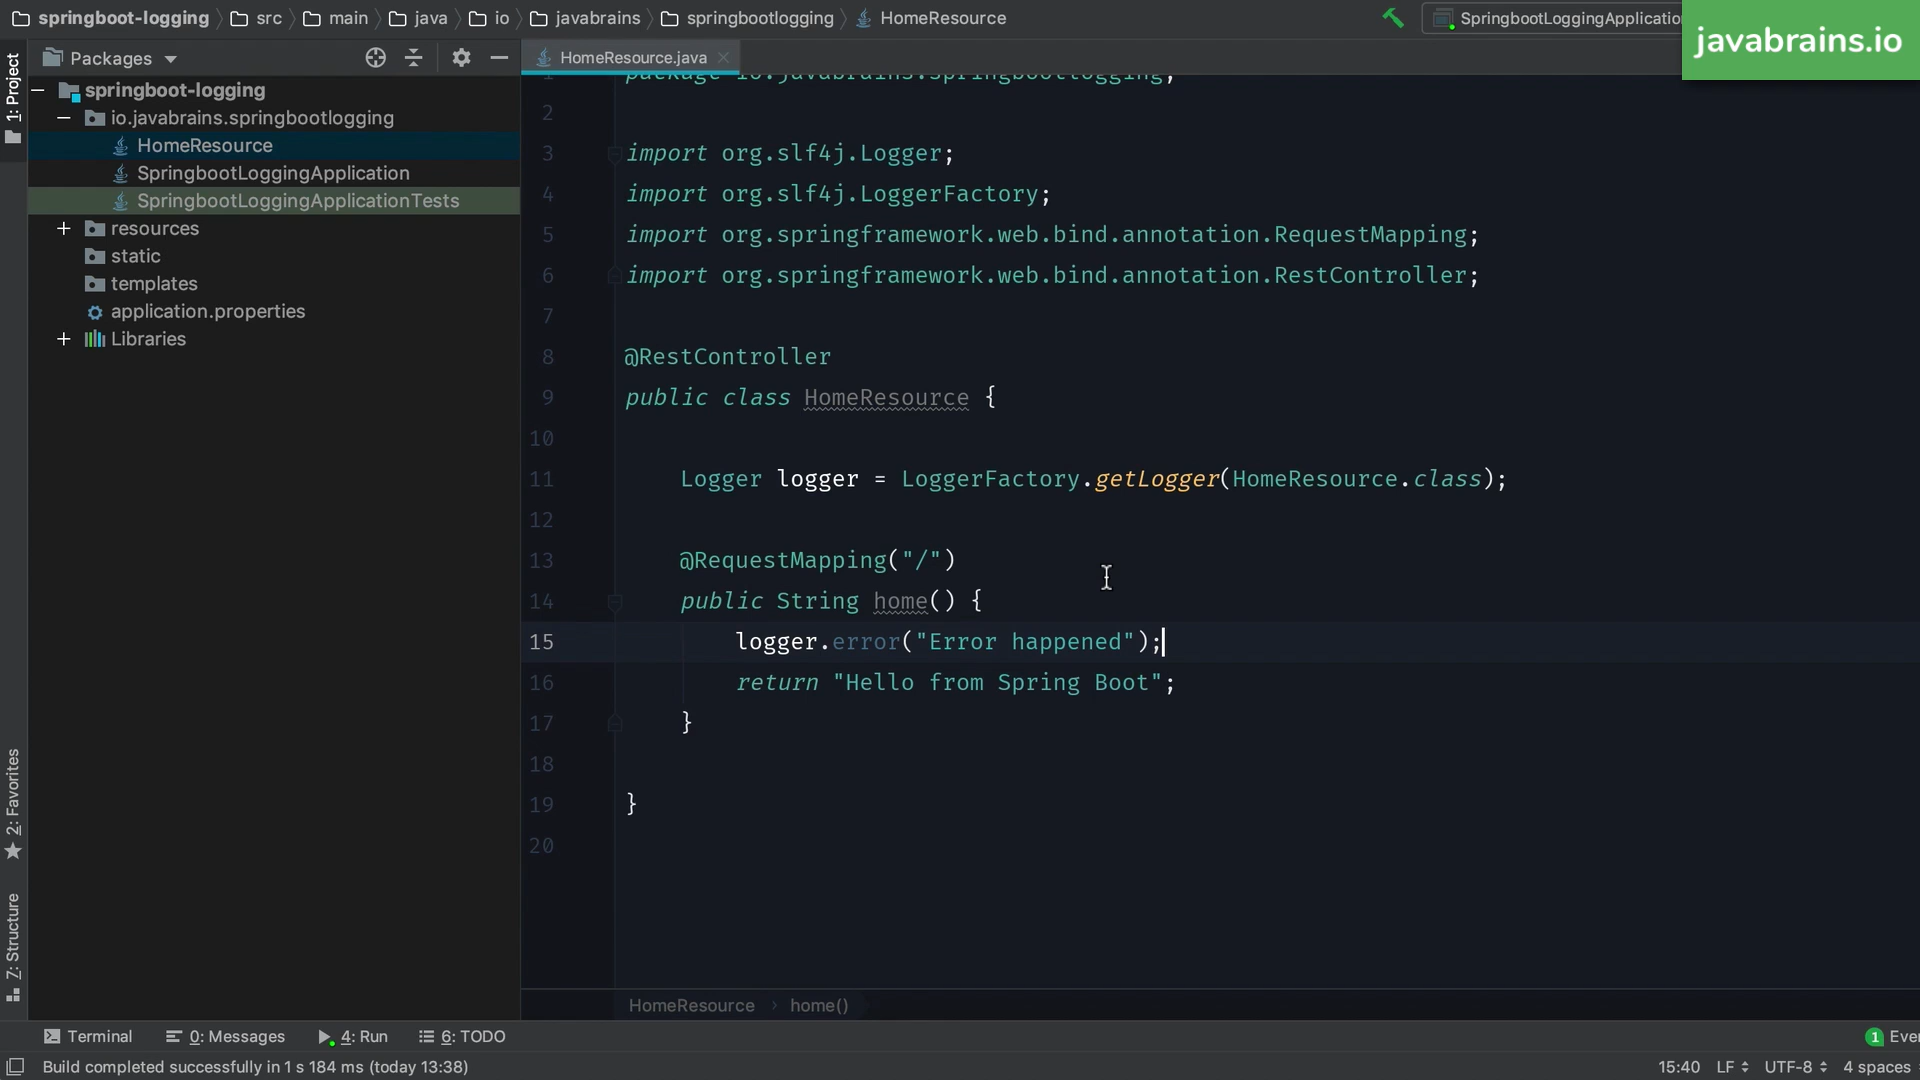 springboot-logging
src
main
java
io
javabrains
springbootlogging
HomeResource
SpringbootLoggingApplicatio
javabrains.io
1: Project
Packages
springboot-logging
io.javabrains.springbootlogging
HomeResource
SpringbootLoggingApplication
SpringbootLoggingApplicationTests
resources
static
templates
application.properties
Libraries
2: Favorites
7: Structure
HomeResource.java
1 package io.javabrains.springbootlogging;
2
3 import org.slf4j.Logger;
4 import org.slf4j.LoggerFactory;
5 import org.springframework.web.bind.annotation.RequestMapping;
6 import org.springframework.web.bind.annotation.RestController;
7
8 @RestController
9 public class HomeResource {
10
11 Logger logger = LoggerFactory.getLogger(HomeResource.class);
12
13 @RequestMapping("/")
14 public String home() {
15 logger.error("Error happened");
16 return "Hello from Spring Boot";
17 }
18
19 }
20
HomeResource > home()
Terminal
0: Messages
4: Run
6: TODO
1 Ever
Build completed successfully in 1 s 184 ms (today 13:38)
15:40
LF
UTF-8
4 spaces